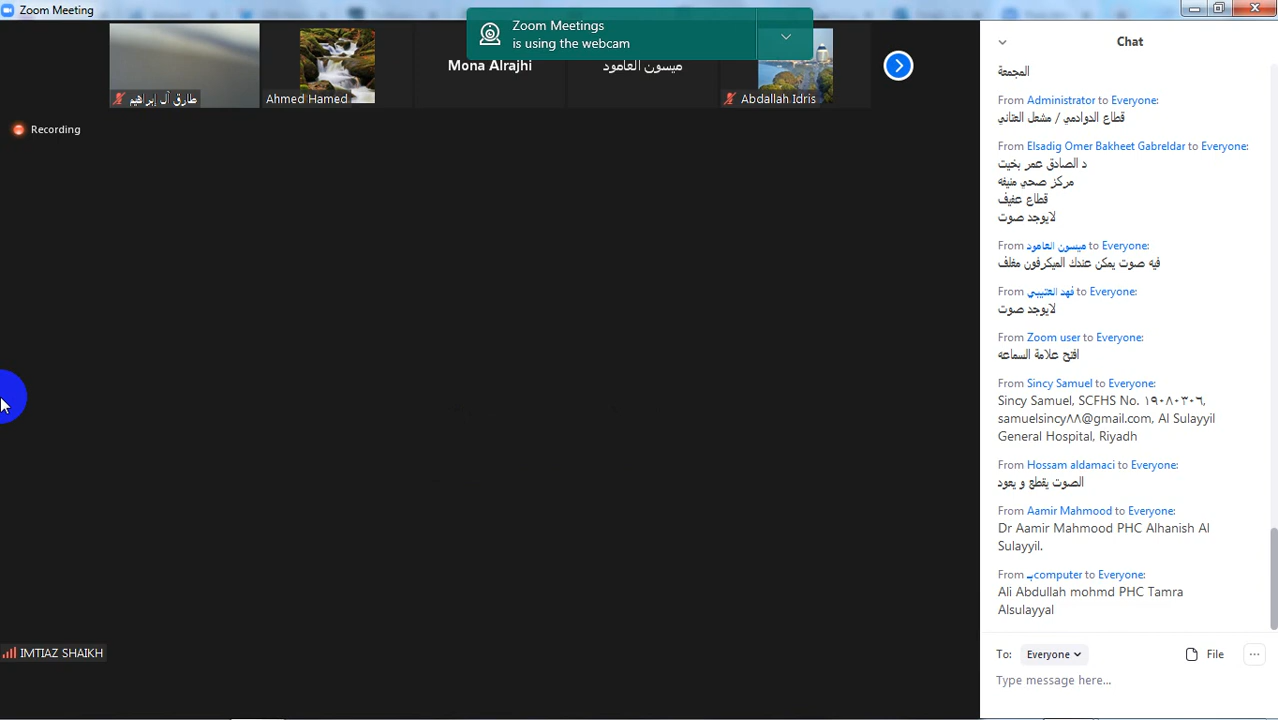 Zoom Meeting
Zoom Meetings
is using the webcam
طارق آل إبراهيم
Ahmed Hamed
Mona Alrajhi
ميسون العامود
Abdallah Idris
Recording
IMTIAZ SHAIKH
Chat
المجمعة
From Administrator to Everyone:
قطاع الدوادمي / مشعل العتاني
From Elsadig Omer Bakheet Gabreldar to Everyone:
د الصادق عمر بخيت
مركز صحي منيفه
قطاع عفيف
لايوجد صوت
From ميسون العامود to Everyone:
فيه صوت يمكن عندك الميكرفون مغلف
From فهد العتيبي to Everyone:
لايوجد صوت
From Zoom user to Everyone:
افتح علامة السماعه
From Sincy Samuel to Everyone:
Sincy Samuel, SCFHS No. ١٩٠٨٠٣٠٦,
samuelsincy٨٨@gmail.com, Al Sulayyil
General Hospital, Riyadh
From Hossam aldamaci to Everyone:
الصوت يقطع و يعود
From Aamir Mahmood to Everyone:
Dr Aamir Mahmood PHC Alhanish Al
Sulayyil.
From بـcomputer to Everyone:
Ali Abdullah mohmd PHC Tamra
Alsulayyal
To: Everyone File
Type message here...